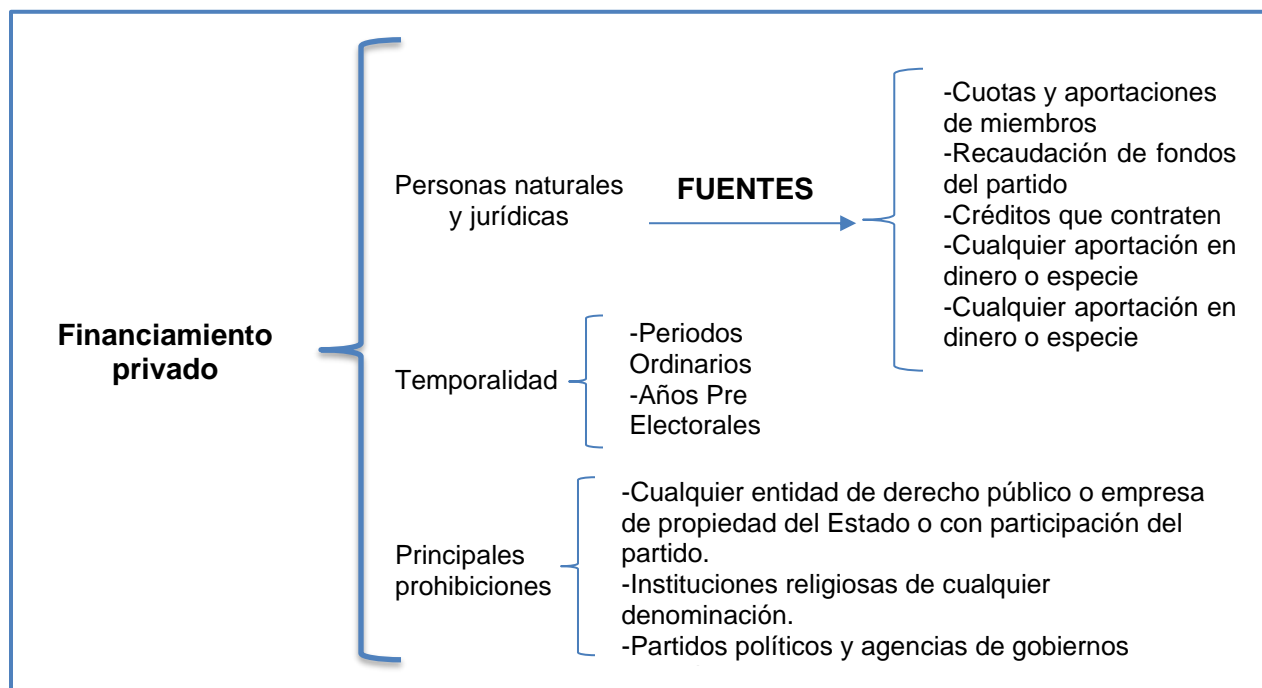 Financiamiento
privado
Personas naturales
y jurídicas
FUENTES
-Cuotas y aportaciones
de miembros
-Recaudación de fondos
del partido
-Créditos que contraten
-Cualquier aportación en
dinero o especie
-Cualquier aportación en
dinero o especie
Temporalidad
-Periodos
Ordinarios
-Años Pre
Electorales
Principales
prohibiciones
-Cualquier entidad de derecho público o empresa
de propiedad del Estado o con participación del
partido.
-Instituciones religiosas de cualquier
denominación.
-Partidos políticos y agencias de gobiernos